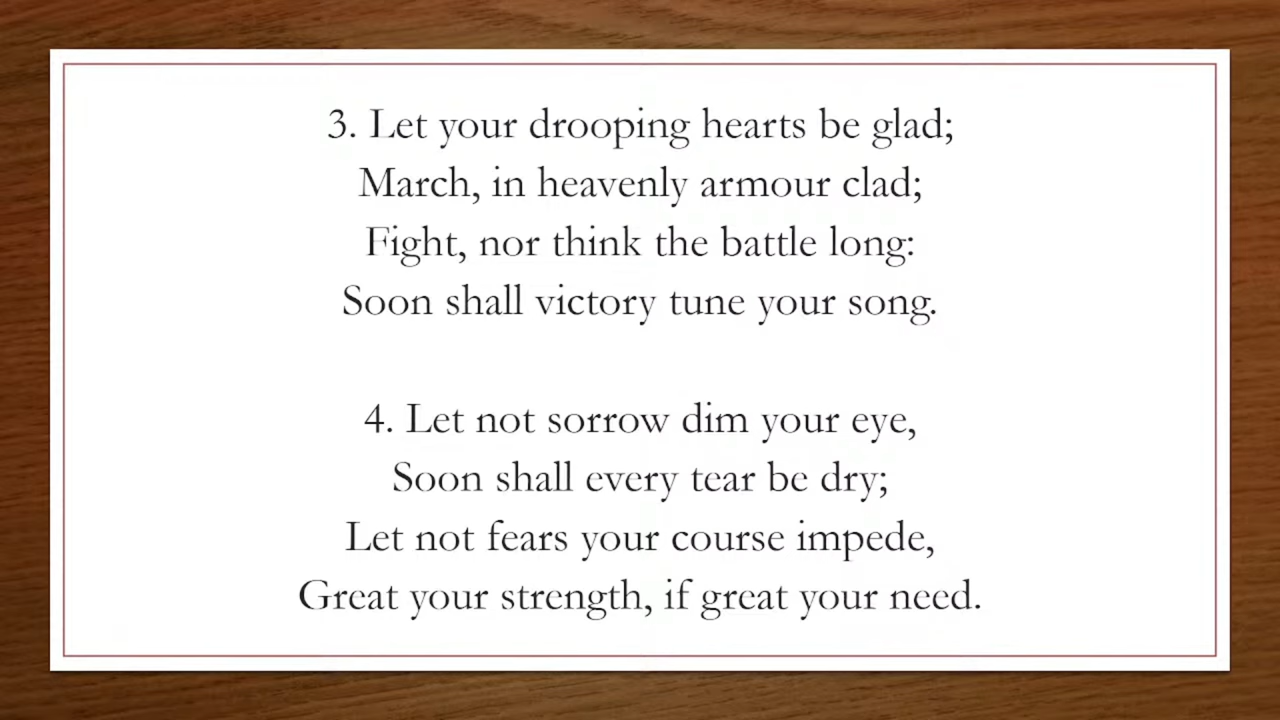 3. Let your drooping hearts be glad;
March, in heavenly armour clad;
Fight, nor think the battle long:
Soon shall victory tune your song.
4. Let not sorrow dim your eye,
Soon shall every tear be dry;
Let not fears your course impede,
Great your strength, if great your need.